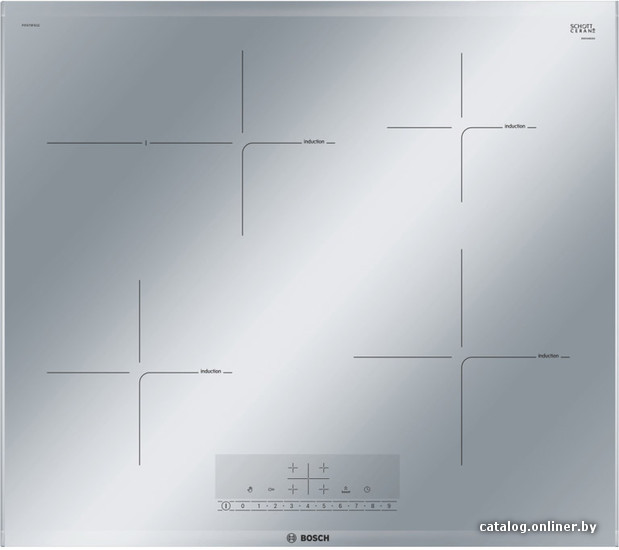 SCHOTT
CERAN
induction
induction
induction
induction
0 · 1 · 2 · 3 · 4 · 5 · 6 · 7 · 8 · 9
BOSCH
catalog.onliner.by